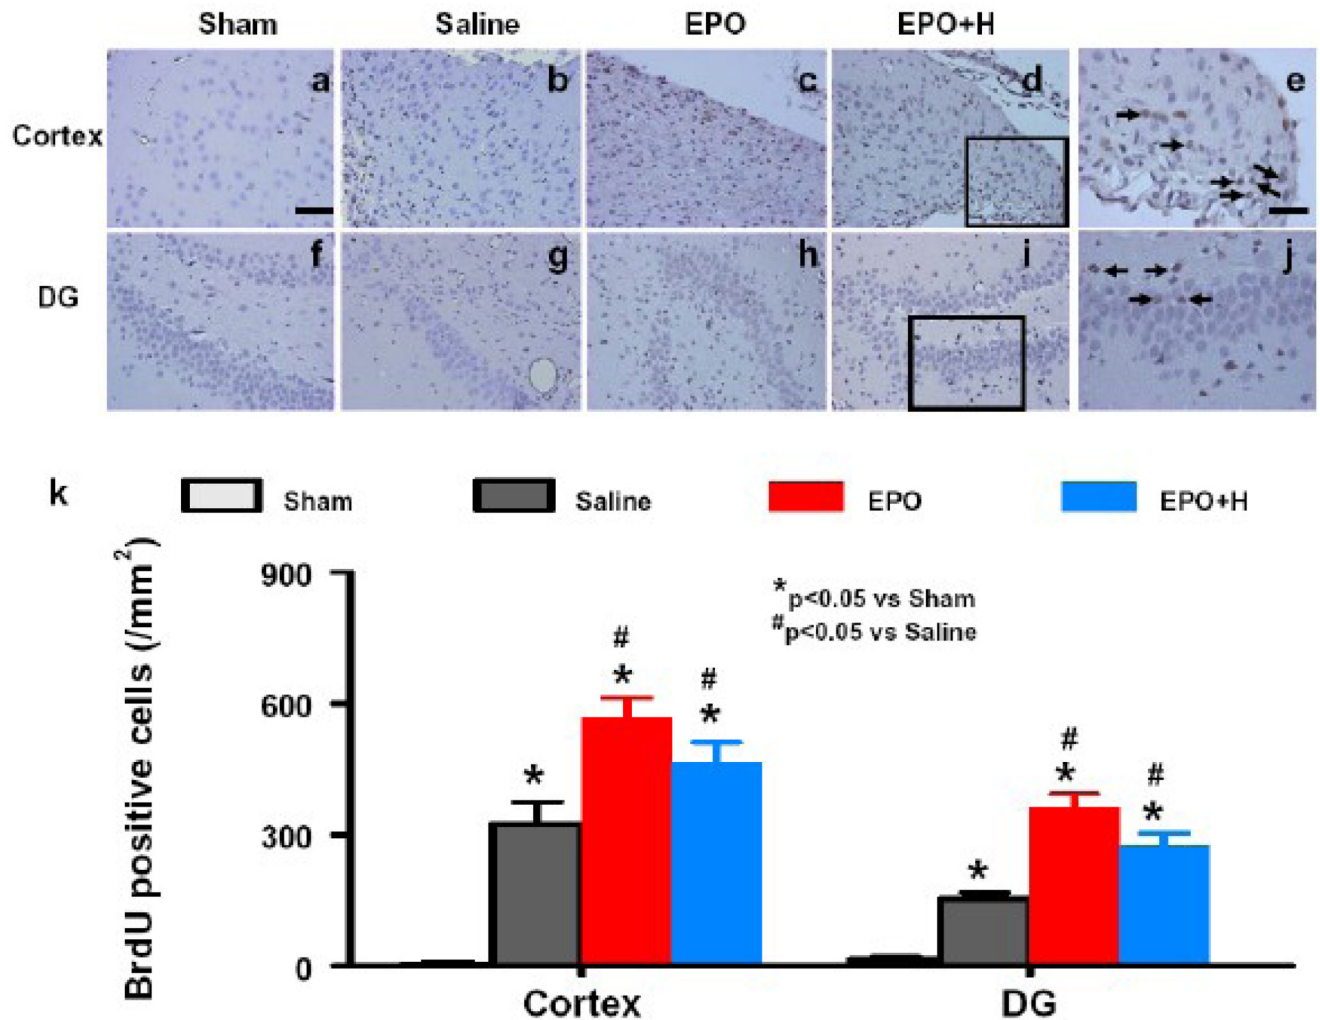 Sham Saline EPO EPO+H
Cortex a b c d e
DG f g h i j
k Sham Saline EPO EPO+H
BrdU positive cells (/mm²)
900
600
300
0
*p<0.05 vs Sham
#p<0.05 vs Saline
# #
* *
*
# #
* *
*
Cortex DG